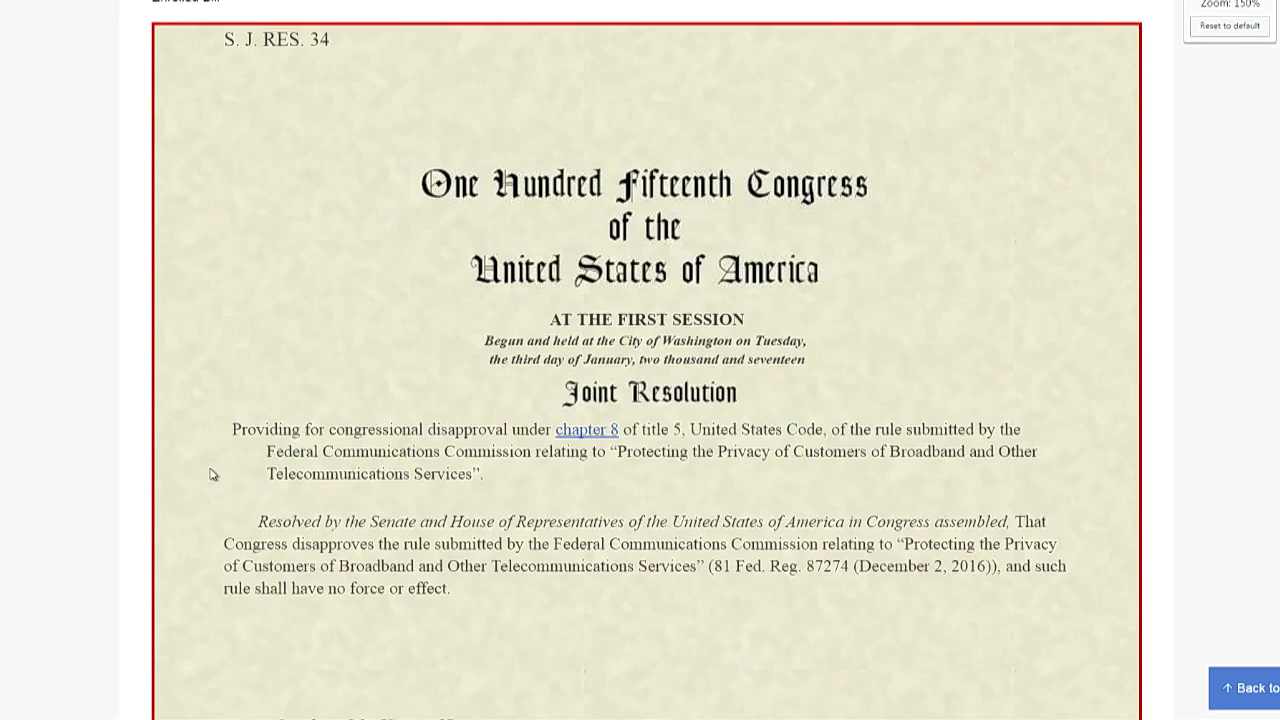 Zoom: 150%
Reset to default
S. J. RES. 34
One Hundred Fifteenth Congress
of the
United States of America
AT THE FIRST SESSION
Begun and held at the City of Washington on Tuesday,
the third day of January, two thousand and seventeen
Joint Resolution
Providing for congressional disapproval under chapter 8 of title 5, United States Code, of the rule submitted by the
Federal Communications Commission relating to “Protecting the Privacy of Customers of Broadband and Other
Telecommunications Services”.
Resolved by the Senate and House of Representatives of the United States of America in Congress assembled, That
Congress disapproves the rule submitted by the Federal Communications Commission relating to “Protecting the Privacy
of Customers of Broadband and Other Telecommunications Services” (81 Fed. Reg. 87274 (December 2, 2016)), and such
rule shall have no force or effect.
↑ Back to